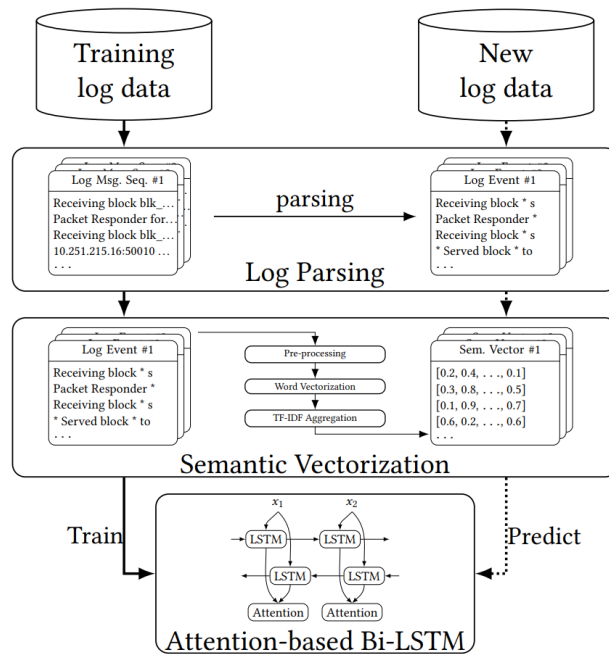 Training
log data
New
log data
Log Msg. Seq. #1
Receiving block blk_...
Packet Responder for...
Receiving block blk_...
10.251.215.16:50010 ...
. . .
parsing
Log Event #1
Receiving block * s
Packet Responder *
Receiving block * s
* Served block * to
. . .
Log Parsing
Log Event #1
Receiving block * s
Packet Responder *
Receiving block * s
* Served block * to
. . .
Pre-processing
Word Vectorization
TF-IDF Aggregation
Sem. Vector #1
[0.2, 0.4, . . ., 0.1]
[0.3, 0.8, . . ., 0.5]
[0.1, 0.9, . . ., 0.7]
[0.6, 0.2, . . ., 0.6]
. . .
Semantic Vectorization
Train
Predict
x₁ x₂
LSTM LSTM
LSTM LSTM
Attention Attention
Attention-based Bi-LSTM